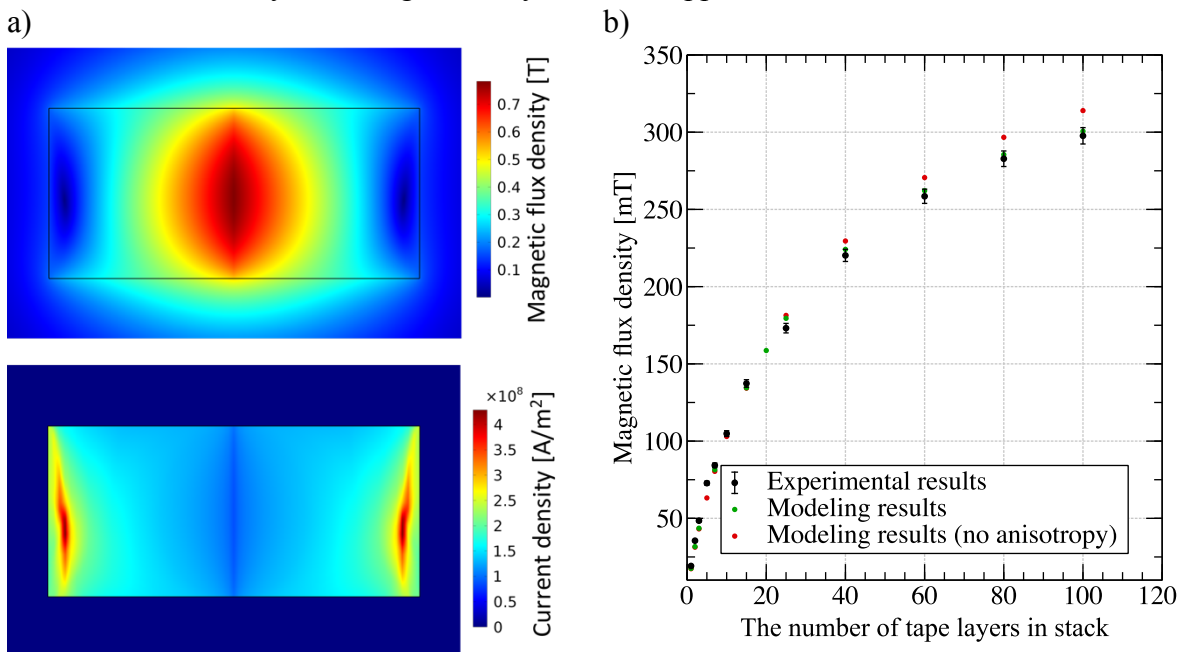 a)
Magnetic flux density [T]
0.7
0.6
0.5
0.4
0.3
0.2
0.1
×10⁸
Current density [A/m²]
4
3.5
3
2.5
2
1.5
1
0.5
0
b)
Magnetic flux density [mT]
350
300
250
200
150
100
50
Experimental results
Modeling results
Modeling results (no anisotropy)
0 20 40 60 80 100 120
The number of tape layers in stack